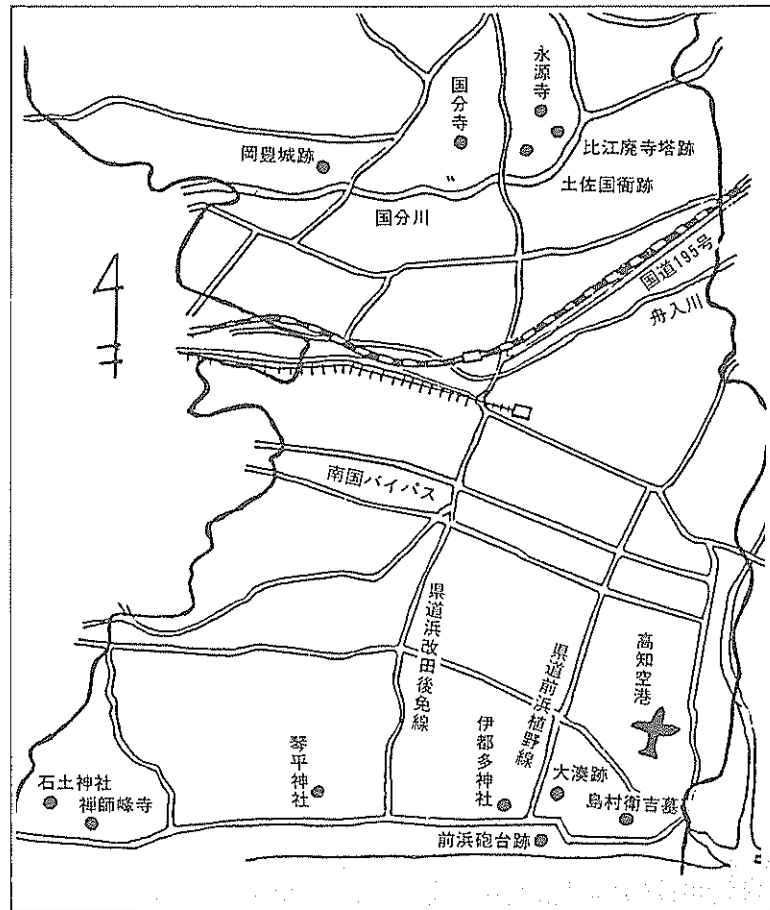 永源寺
国分寺
岡豊城跡
比江廃寺塔跡
土佐国衙跡
国分川
国道195号
舟入川
南国バイパス
県道浜改田後免線
県道前浜植野線
高知空港
琴平神社
伊都多神社
大湊跡
石土神社
禅師峰寺
島村衛吉墓
前浜砲台跡